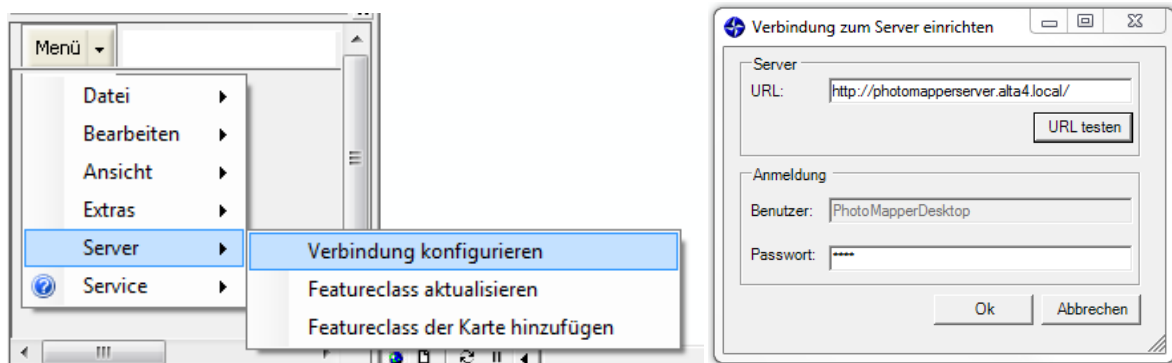 Menü
Datei
Bearbeiten
Ansicht
Extras
Server
Service
Verbindung konfigurieren
Featureclass aktualisieren
Featureclass der Karte hinzufügen
Verbindung zum Server einrichten
Server
URL: http://photomapperserver.alta4.local/
URL testen
Anmeldung
Benutzer: PhotoMapperDesktop
Passwort: ****
Ok Abbrechen